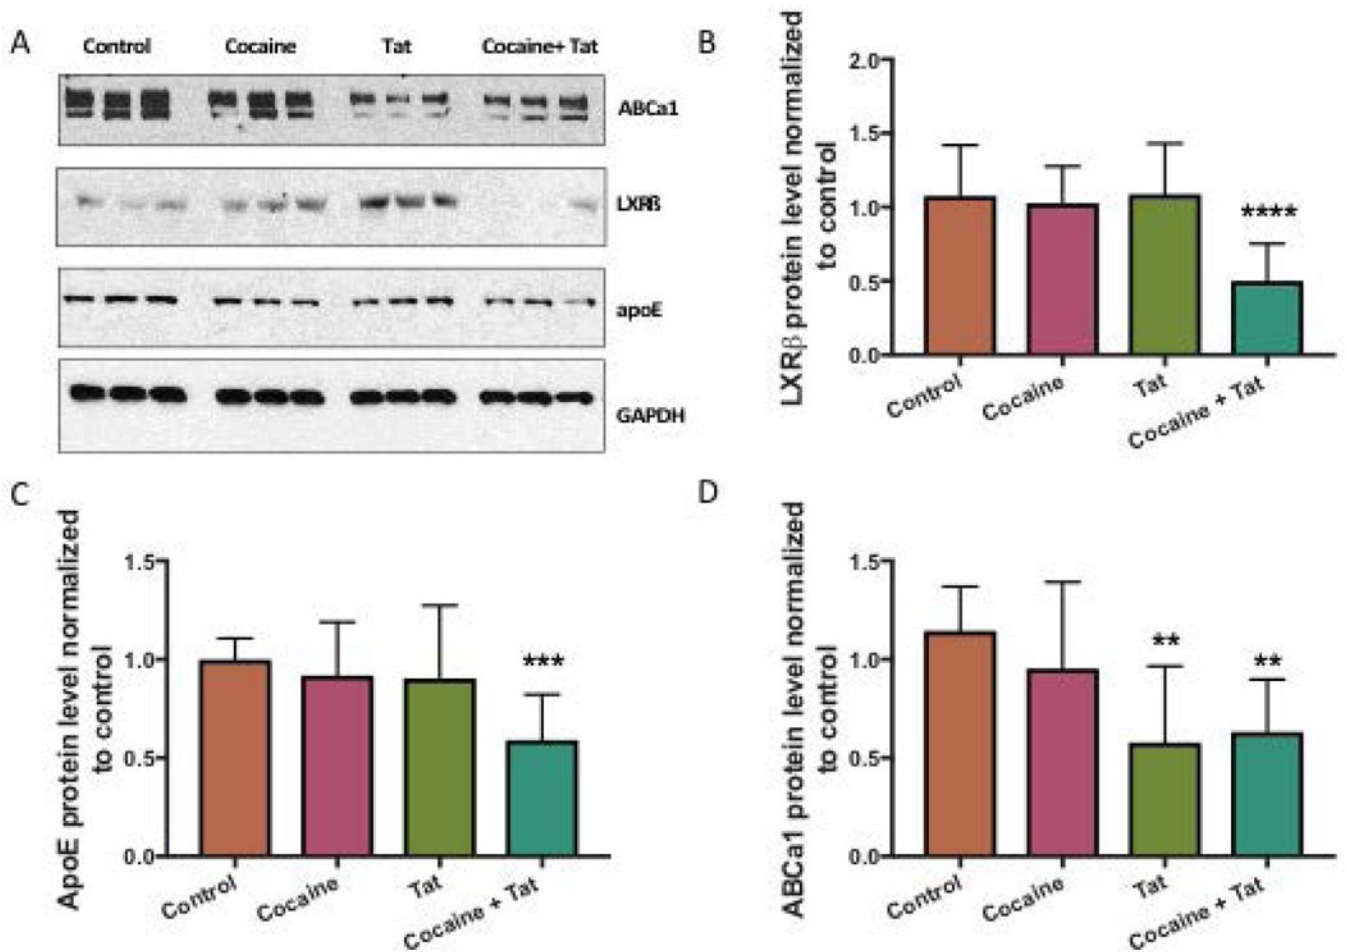 A
Control Cocaine Tat Cocaine+ Tat
ABCa1
LXRß
apoE
GAPDH
B
LXRβ protein level normalized
to control
2.0
1.5
1.0
0.5
0.0
****
Control Cocaine Tat Cocaine + Tat
C
ApoE protein level normalized
to control
1.5
1.0
0.5
0.0
***
Control Cocaine Tat Cocaine + Tat
D
ABCa1 protein level normalized
to control
1.5
1.0
0.5
0.0
** **
Control Cocaine Tat Cocaine + Tat